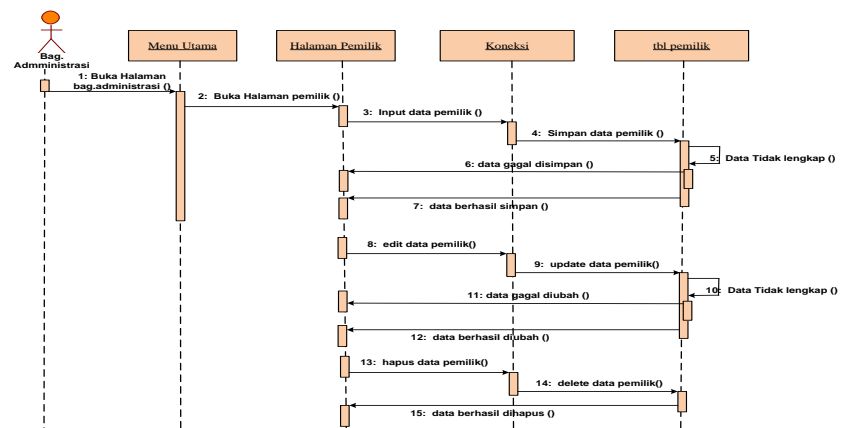 Menu Utama
Halaman Pemilik
Koneksi
tbl pemilik
Bag.
Admministrasi
1: Buka Halaman
bag.administrasi ()
2: Buka Halaman pemilik ()
3: Input data pemilik ()
4: Simpan data pemilik ()
5: Data Tidak lengkap ()
6: data gagal disimpan ()
7: data berhasil simpan ()
8: edit data pemilik()
9: update data pemilik()
10: Data Tidak lengkap ()
11: data gagal diubah ()
12: data berhasil diubah ()
13: hapus data pemilik()
14: delete data pemilik()
15: data berhasil dihapus ()